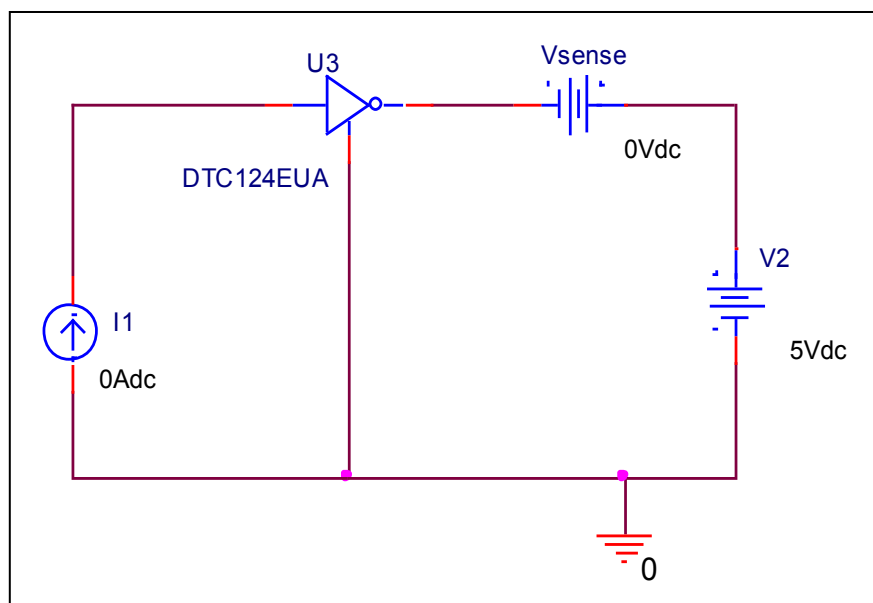 U3
Vsense
DTC124EUA
0Vdc
V2
I1
5Vdc
0Adc
0